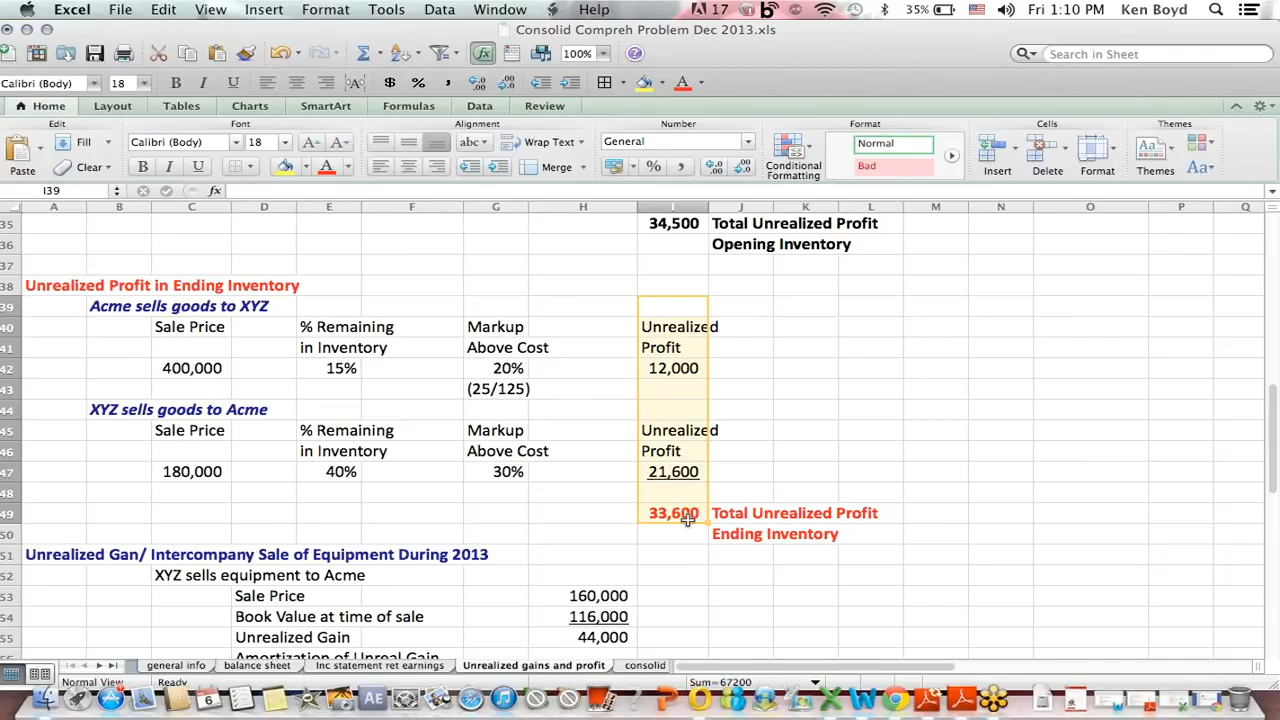 Excel File Edit View Insert Format Tools Data Window Help 17 35% Fri 1:10 PM Ken Boyd
Consolid Compreh Problem Dec 2013.xls
100% Search in Sheet
Calibri (Body) 18 B I U $ %
Home Layout Tables Charts SmartArt Formulas Data Review
Edit Font Alignment Number Format Cells Themes
Paste Fill Calibri (Body) 18 A A abc Wrap Text General Normal
Clear B I U A Merge % Conditional Formatting Bad Insert Delete Format Themes Aa
I39 fx
A B C D E F G H I J K L M N O P Q
35 34,500 Total Unrealized Profit
36 Opening Inventory
37
38 Unrealized Profit in Ending Inventory
39 Acme sells goods to XYZ
40 Sale Price % Remaining Markup Unrealized
41 in Inventory Above Cost Profit
42 400,000 15% 20% 12,000
43 (25/125)
44 XYZ sells goods to Acme
45 Sale Price % Remaining Markup Unrealized
46 in Inventory Above Cost Profit
47 180,000 40% 30% 21,600
48
49 33,600 Total Unrealized Profit
50 Ending Inventory
51 Unrealized Gan/ Intercompany Sale of Equipment During 2013
52 XYZ sells equipment to Acme
53 Sale Price 160,000
54 Book Value at time of sale 116,000
55 Unrealized Gain 44,000
Amortization of Unreal Gain
general info balance sheet Inc statement ret earnings Unrealized gains and profit consolid
Normal View Ready Sum=67200